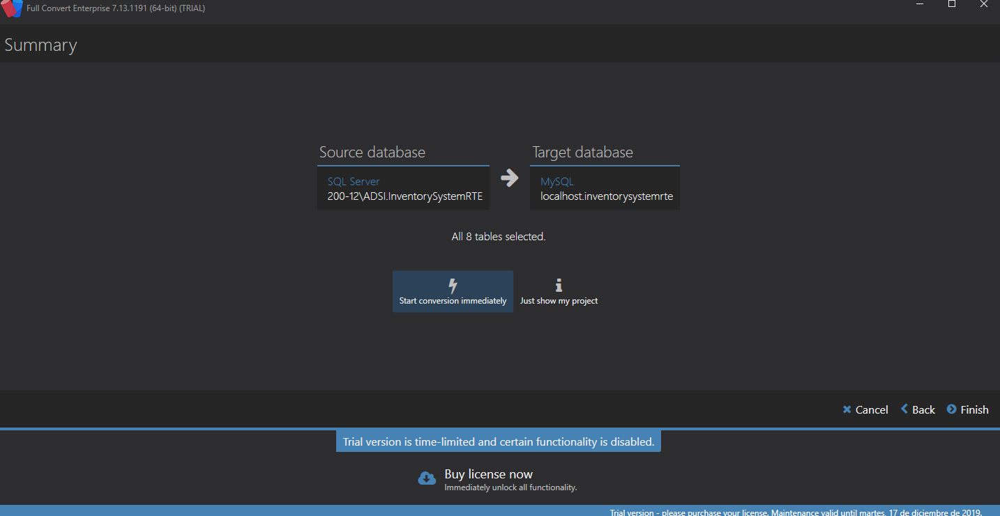 Full Convert Enterprise 7.13.1191 (64-bit) (TRIAL)
Summary
Source database
Target database
SQL Server
200-12\ADSI.InventorySystemRTE
MySQL
localhost.inventorysystemrte
All 8 tables selected.
Start conversion immediately
Just show my project
Cancel
Back
Finish
Trial version is time-limited and certain functionality is disabled.
Buy license now
Immediately unlock all functionality.
Trial version - please purchase your license. Maintenance valid until martes, 17 de diciembre de 2019.